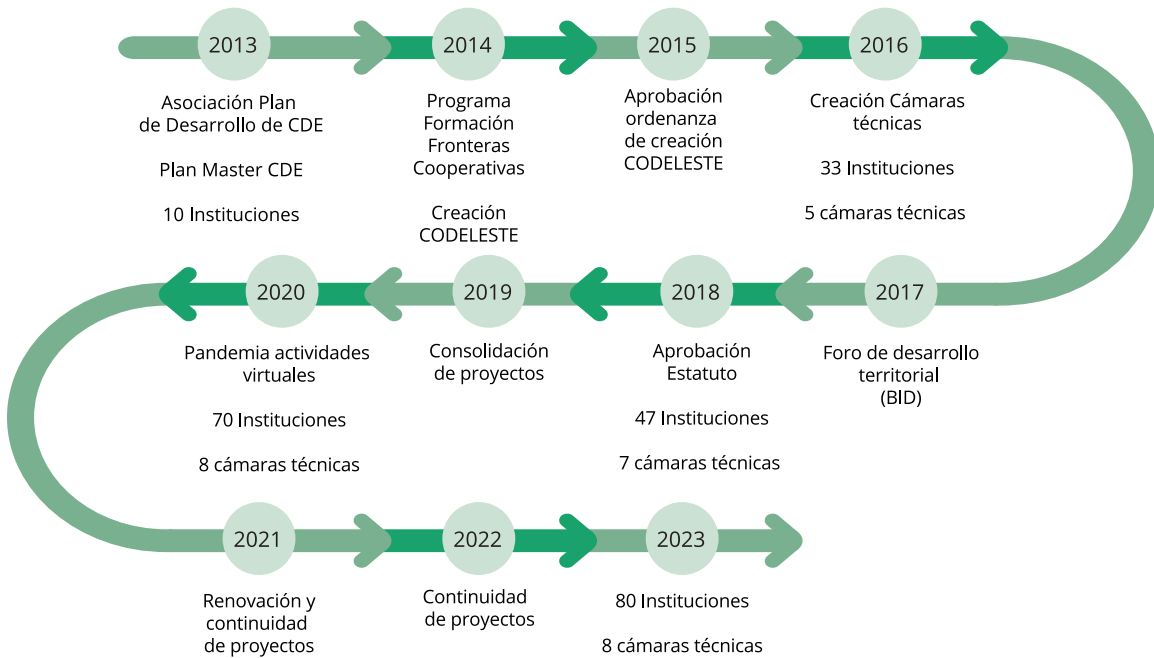 2013
Asociación Plan
de Desarrollo de CDE
Plan Master CDE
10 Instituciones
2014
Programa
Formación
Fronteras
Cooperativas
Creación
CODELESTE
2015
Aprobación
ordenanza
de creación
CODELESTE
2016
Creación Cámaras
técnicas
33 Instituciones
5 cámaras técnicas
2017
Foro de desarrollo
territorial
(BID)
2018
Aprobación
Estatuto
47 Instituciones
7 cámaras técnicas
2019
Consolidación
de proyectos
2020
Pandemia actividades
virtuales
70 Instituciones
8 cámaras técnicas
2021
Renovación y
continuidad
de proyectos
2022
Continuidad
de proyectos
2023
80 Instituciones
8 cámaras técnicas